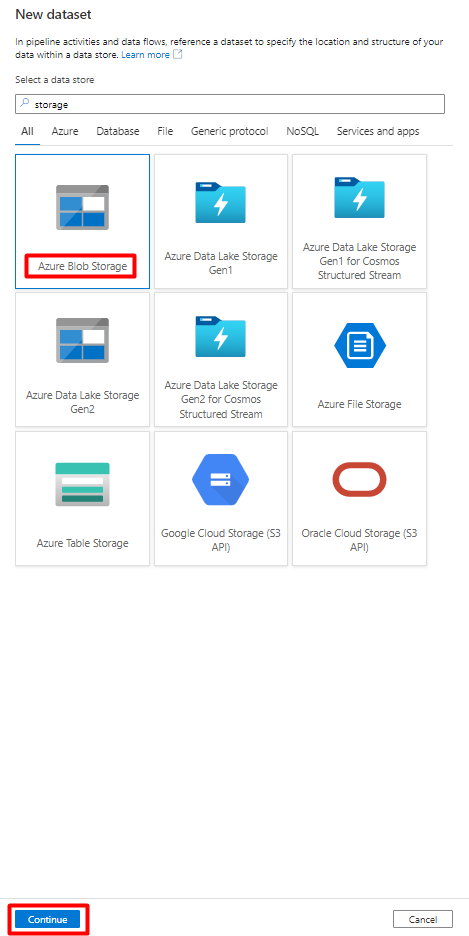 New dataset
In pipeline activities and data flows, reference a dataset to specify the location and structure of your
data within a data store. Learn more
Select a data store
storage
All Azure Database File Generic protocol NoSQL Services and apps
Azure Blob Storage
Azure Data Lake Storage
Gen1
Azure Data Lake Storage
Gen1 for Cosmos
Structured Stream
Azure Data Lake Storage
Gen2
Azure Data Lake Storage
Gen2 for Cosmos
Structured Stream
Azure File Storage
Azure Table Storage
Google Cloud Storage (S3
API)
Oracle Cloud Storage (S3
API)
Continue
Cancel